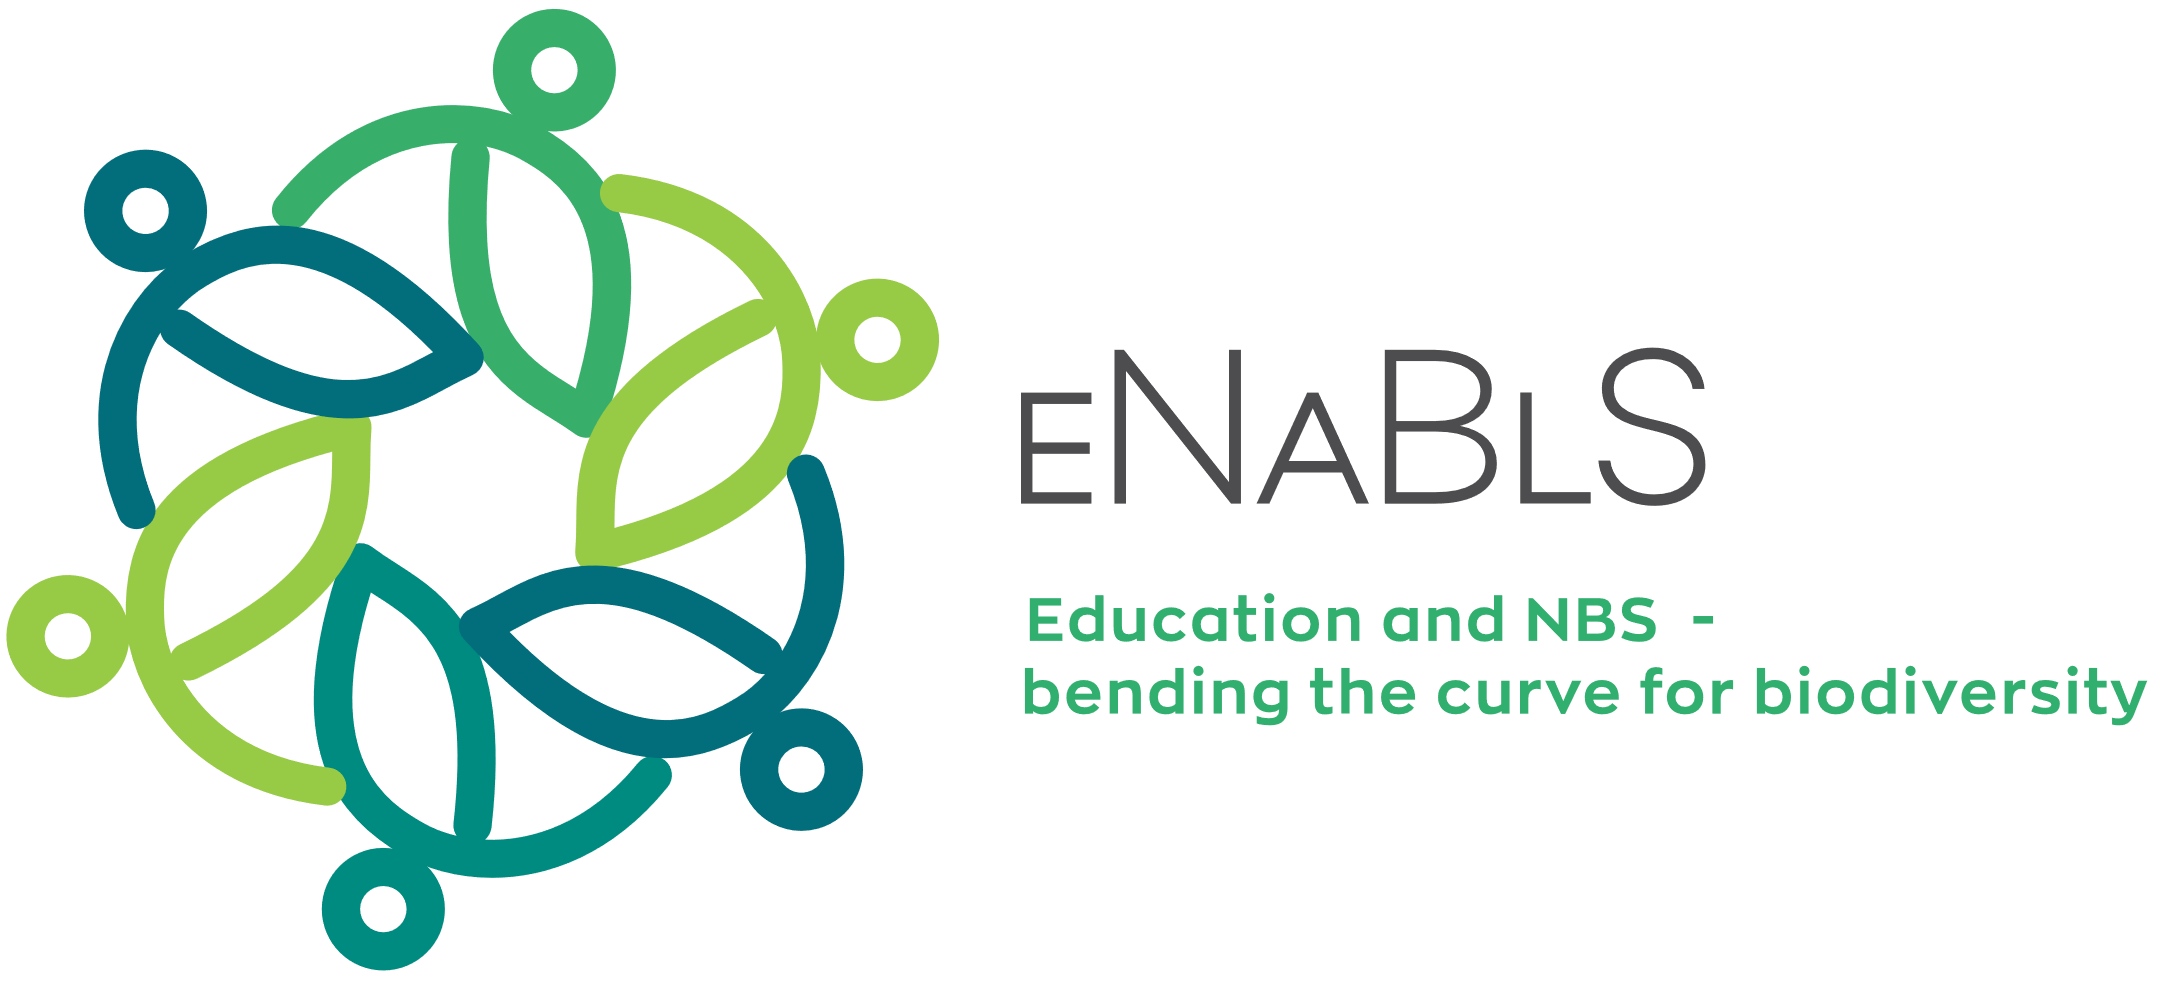 eNaBlS
Education and NBS -
bending the curve for biodiversity